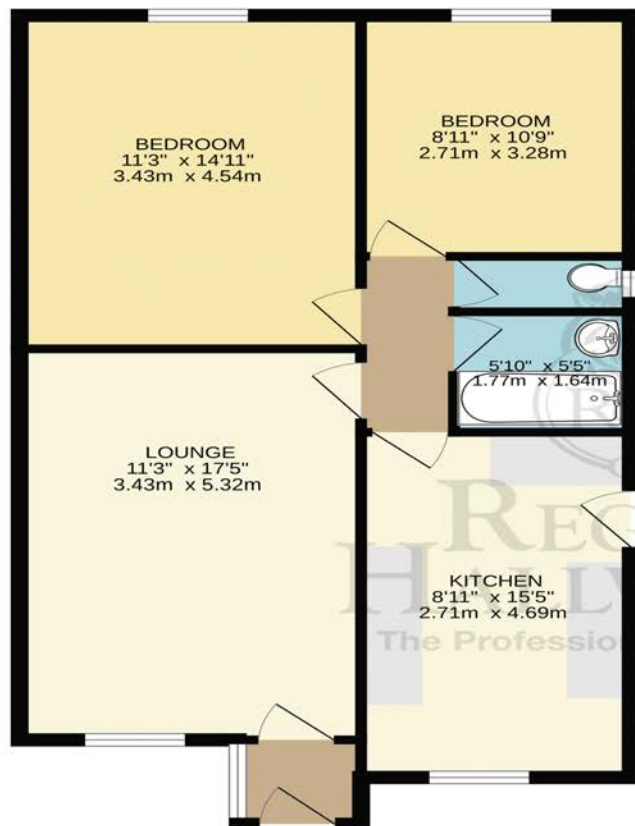 BEDROOM
11'3" x 14'11"
3.43m x 4.54m
BEDROOM
8'11" x 10'9"
2.71m x 3.28m
5'10" x 5'5"
1.77m x 1.64m
LOUNGE
11'3" x 17'5"
3.43m x 5.32m
KITCHEN
8'11" x 15'5"
2.71m x 4.69m
The